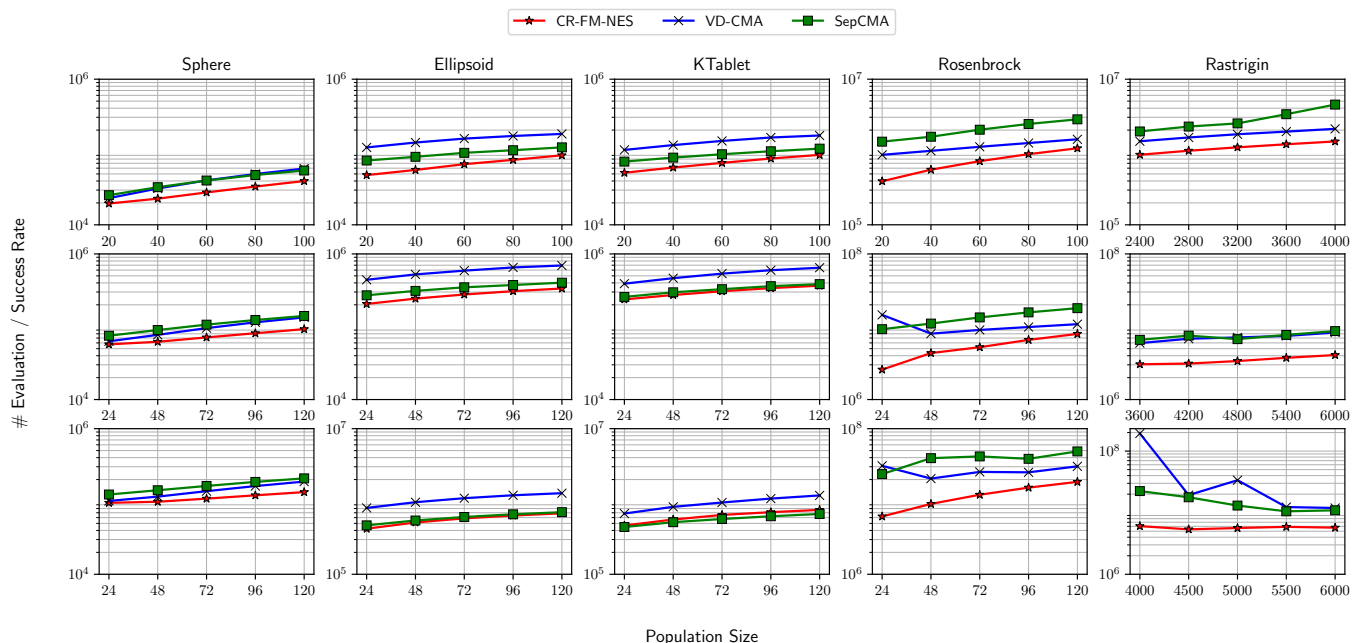 CR-FM-NES VD-CMA SepCMA
Sphere Ellipsoid KTablet Rosenbrock Rastrigin
# Evaluation / Success Rate
10^6 10^6 10^6 10^7 10^7
10^4 10^4 10^4 10^5 10^5
20 40 60 80 100 20 40 60 80 100 20 40 60 80 100 20 40 60 80 100 2400 2800 3200 3600 4000
10^6 10^6 10^6 10^8 10^8
10^4 10^4 10^4 10^6 10^6
24 48 72 96 120 24 48 72 96 120 24 48 72 96 120 24 48 72 96 120 3600 4200 4800 5400 6000
10^6 10^7 10^7 10^8 10^8
10^4 10^5 10^5 10^6 10^6
24 48 72 96 120 24 48 72 96 120 24 48 72 96 120 24 48 72 96 120 4000 4500 5000 5500 6000
Population Size